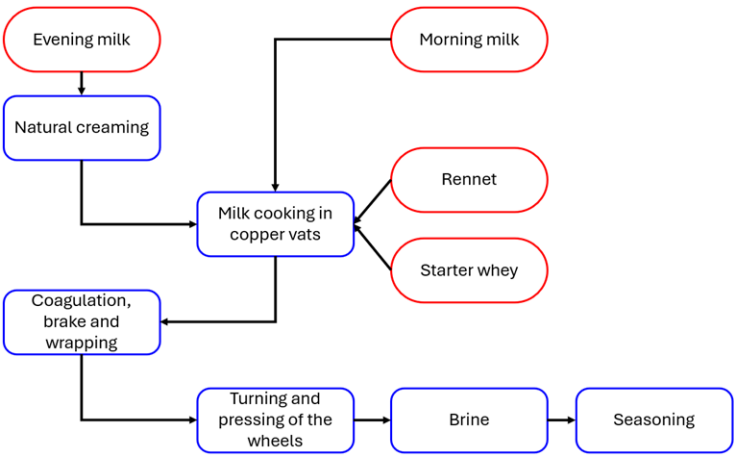 Evening milk
Morning milk
Natural creaming
Rennet
Milk cooking in
copper vats
Starter whey
Coagulation,
brake and
wrapping
Turning and
pressing of the
wheels
Brine
Seasoning